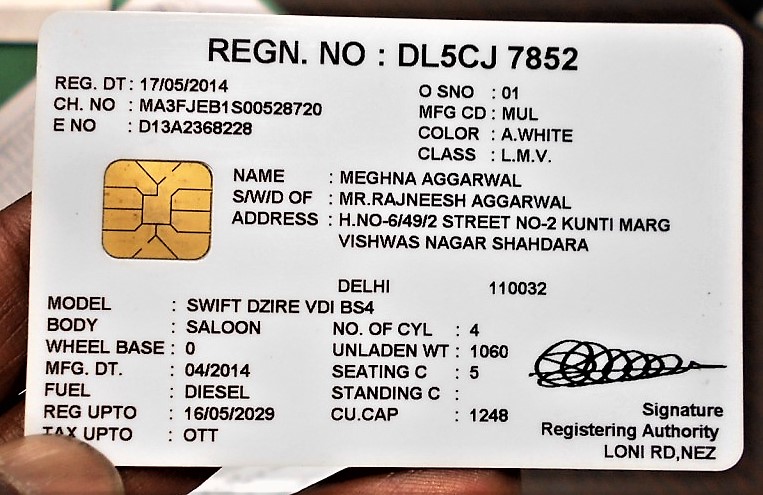 REGN. NO : DL5CJ 7852
REG. DT : 17/05/2014
CH. NO : MA3FJEB1S00528720
E NO : D13A2368228
O SNO : 01
MFG CD : MUL
COLOR : A.WHITE
CLASS : L.M.V.
NAME : MEGHNA AGGARWAL
S/W/D OF : MR.RAJNEESH AGGARWAL
ADDRESS : H.NO-6/49/2 STREET NO-2 KUNTI MARG
VISHWAS NAGAR SHAHDARA
DELHI 110032
MODEL : SWIFT DZIRE VDI BS4
BODY : SALOON
WHEEL BASE : 0
MFG. DT. : 04/2014
FUEL : DIESEL
REG UPTO : 16/05/2029
TAX UPTO : OTT
NO. OF CYL : 4
UNLADEN WT : 1060
SEATING C : 5
STANDING C :
CU.CAP : 1248
Signature
Registering Authority
LONI RD,NEZ